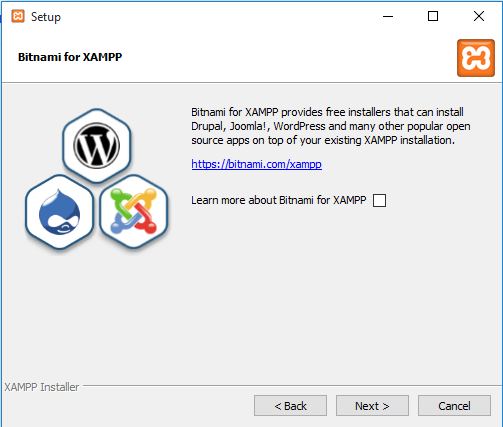 Setup
Bitnami for XAMPP
Bitnami for XAMPP provides free installers that can install
Drupal, Joomla!, WordPress and many other popular open
source apps on top of your existing XAMPP installation.
https://bitnami.com/xampp
Learn more about Bitnami for XAMPP
XAMPP Installer
< Back
Next >
Cancel